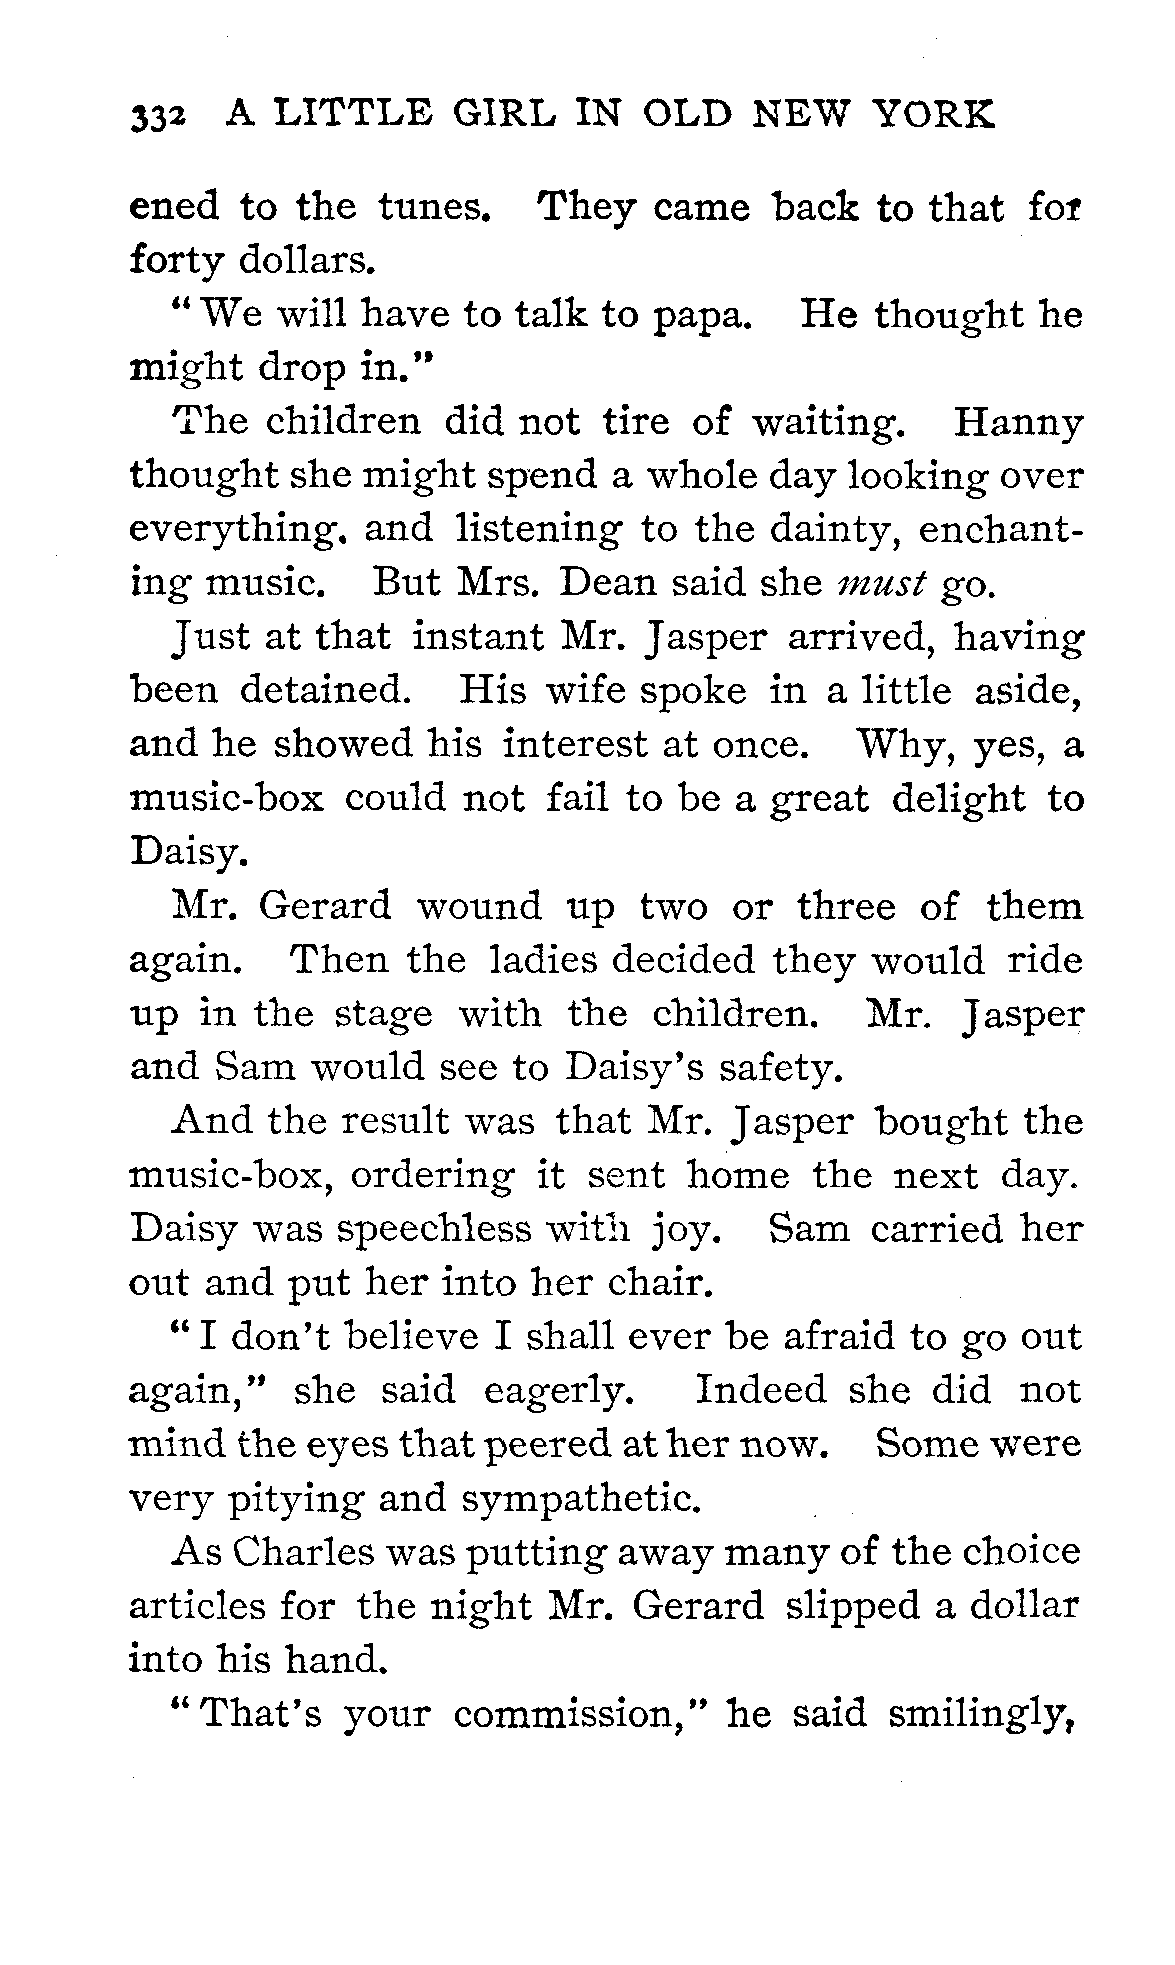 332 A LITTLE GIRL IN OLD NEW YORK
ened to the tunes. They came back to that for
forty dollars.
"We will have to talk to papa. He thought he
might drop in."
The children did not tire of waiting. Hanny
thought she might spend a whole day looking over
everything. and listening to the dainty, enchant-
ing music. But Mrs. Dean said she must go.
Just at that instant Mr. Jasper arrived, having
been detained. His wife spoke in a little aside,
and he showed his interest at once. Why, yes, a
music-box could not fail to be a great delight to
Daisy.
Mr. Gerard wound up two or three of them
again. Then the ladies decided they would ride
up in the stage with the children. Mr. Jasper
and Sam would see to Daisy's safety.
And the result was that Mr. Jasper bought the
music-box, ordering it sent home the next day.
Daisy was speechless with joy. Sam carried her
out and put her into her chair.
"I don't believe I shall ever be afraid to go out
again," she said eagerly. Indeed she did not
mind the eyes that peered at her now. Some were
very pitying and sympathetic.
As Charles was putting away many of the choice
articles for the night Mr. Gerard slipped a dollar
into his hand.
"That's your commission," he said smilingly,